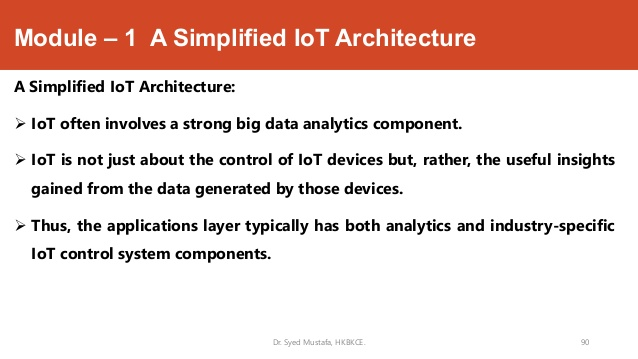 Module – 1 A Simplified IoT Architecture
A Simplified IoT Architecture:
➢ IoT often involves a strong big data analytics component.
➢ IoT is not just about the control of IoT devices but, rather, the useful insights
gained from the data generated by those devices.
➢ Thus, the applications layer typically has both analytics and industry-specific
IoT control system components.
Dr. Syed Mustafa, HKBKCE. 90